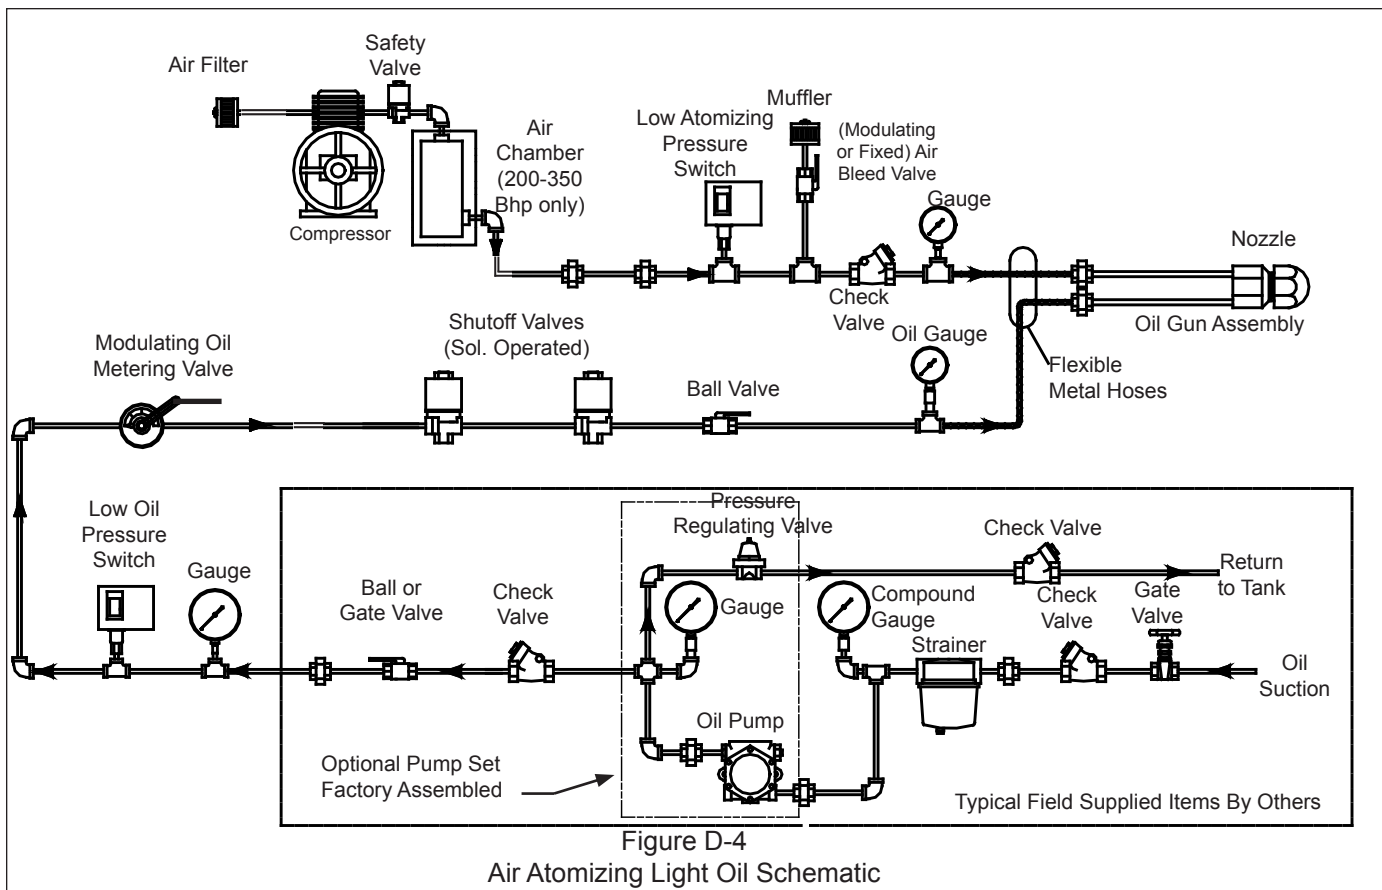 Safety
Valve
Air Filter
Muffler
Low Atomizing
Pressure
Switch
(Modulating
or Fixed) Air
Bleed Valve
Air
Chamber
(200-350
Bhp only)
Gauge
Compressor
Nozzle
Check
Valve
Oil Gun Assembly
Shutoff Valves
(Sol. Operated)
Oil Gauge
Modulating Oil
Metering Valve
Flexible
Metal Hoses
Ball Valve
Low Oil
Pressure
Switch
Pressure
Regulating Valve
Check Valve
Return
to Tank
Gauge
Ball or
Gate Valve
Check
Valve
Gauge
Compound
Gauge
Check
Valve
Gate
Valve
Strainer
Oil
Suction
Oil Pump
Optional Pump Set
Factory Assembled
Typical Field Supplied Items By Others
Figure D-4
Air Atomizing Light Oil Schematic